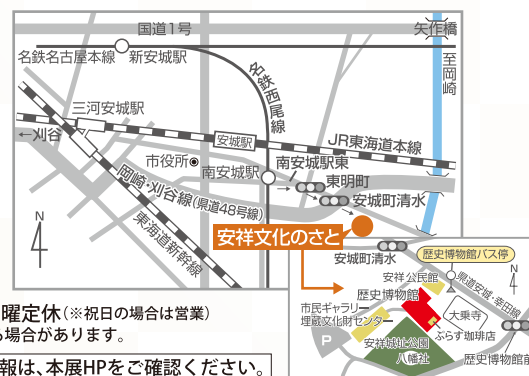 国道1号
矢作橋
名鉄名古屋本線
新安城駅
至岡崎
名鉄西尾線
三河安城駅
←刈谷
安城駅
JR東海道本線
市役所
南安城駅
南安城駅東
東明町
安城町清水
岡崎・刈谷線(県道48号線)
東海道新幹線
N
安祥文化のさと
安城町清水
歴史博物館バス停
安祥公民館
県道安城・幸田線
N
歴史博物館
市民ギャラリー
埋蔵文化財センター
大乗寺
ぶらす珈琲店
P
安祥城址公園
八幡社
歴史博物館前
曜定休(※祝日の場合は営業)
場合があります。
報は、本展HPをご確認ください。